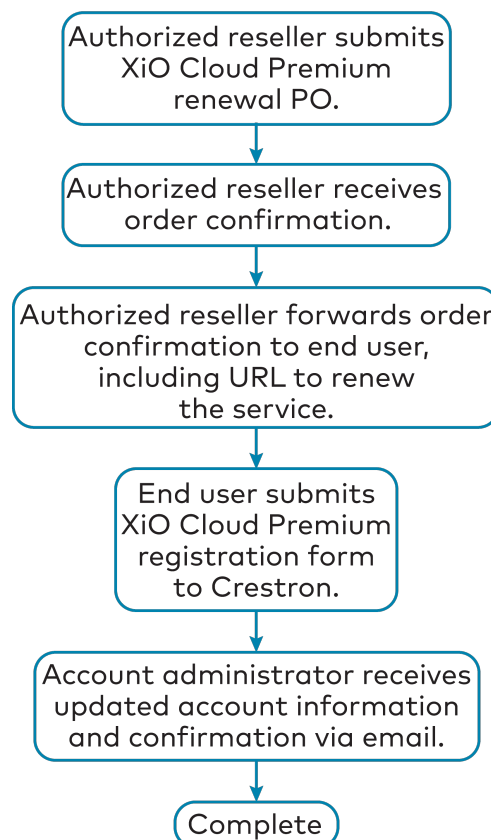 Authorized reseller submits
XiO Cloud Premium
renewal PO.
Authorized reseller receives
order confirmation.
Authorized reseller forwards order
confirmation to end user,
including URL to renew
the service.
End user submits
XiO Cloud Premium
registration form
to Crestron.
Account administrator receives
updated account information
and confirmation via email.
Complete